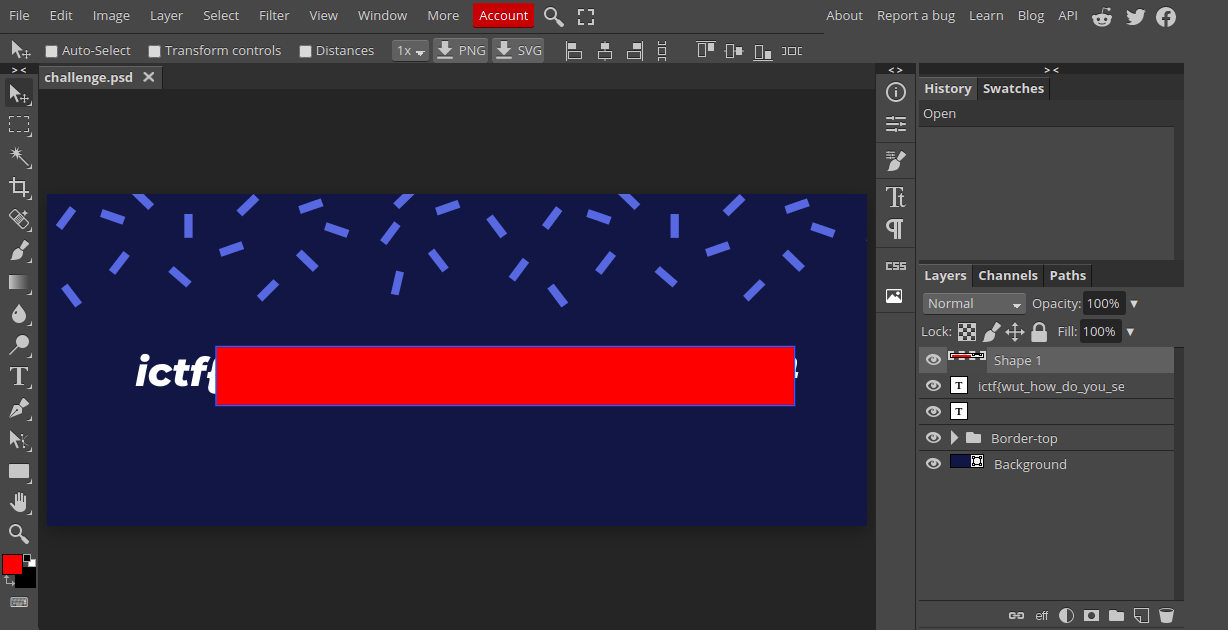 File Edit Image Layer Select Filter View Window More Account About Report a bug Learn Blog API
Auto-Select Transform controls Distances 1x PNG SVG
> < < > > <
challenge.psd
History Swatches
Open
Tt
CSS
ictf{
Layers Channels Paths
Normal Opacity: 100%
Lock: Fill: 100%
Shape 1
T ictf{wut_how_do_you_se
T
Border-top
Background
T
eff